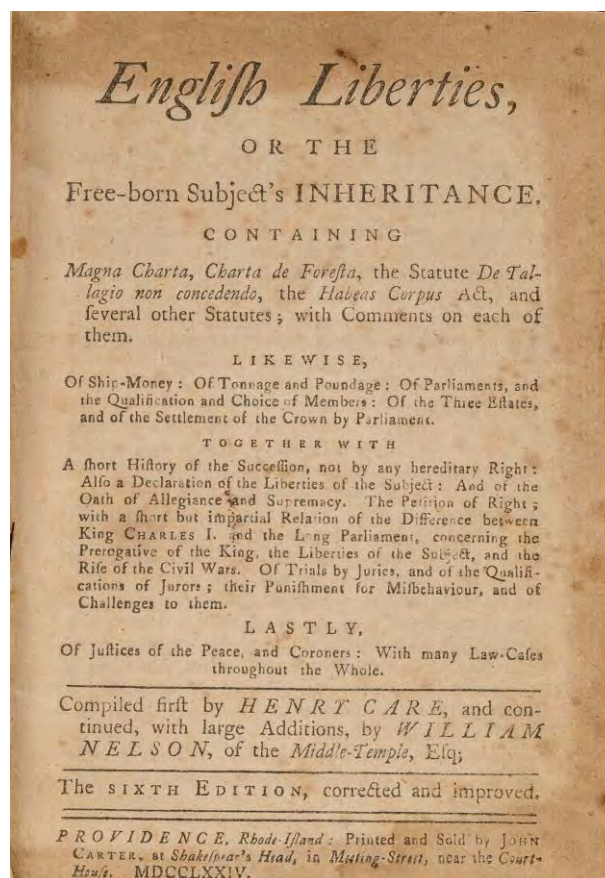 Engliſh Liberties,
OR THE
Free-born Subject's INHERITANCE.
CONTAINING
Magna Charta, Charta de Foreſta, the Statute De Tal-
lagio non concedendo, the Habeas Corpus Act, and
ſeveral other Statutes; with Comments on each of
them.
LIKEWISE,
Of Ship-Money: Of Tonnage and Poundage: Of Parliaments, and
the Qualification and Choice of Members: Of the Three Eſtates,
and of the Settlement of the Crown by Parliament.
TOGETHER WITH
A ſhort Hiſtory of the Succeſſion, not by any hereditary Right:
Alſo a Declaration of the Liberties of the Subject: And of the
Oath of Allegiance and Supremacy. The Petition of Right;
with a ſhort but impartial Relation of the Difference between
King CHARLES I. and the Long Parliament, concerning the
Prerogative of the King, the Liberties of the Subject, and the
Riſe of the Civil Wars. Of Trials by Juries, and of the Qualifi-
cations of Jurors; their Puniſhment for Miſbehaviour, and of
Challenges to them.
LASTLY,
Of Juſtices of the Peace, and Coroners: With many Law-Caſes
throughout the Whole.
Compiled firſt by HENRY CARE, and con-
tinued, with large Additions, by WILLIAM
NELSON, of the Middle-Temple, Eſq;
The SIXTH EDITION, corrected and improved.
PROVIDENCE, Rhode-Iſland: Printed and Sold by JOHN
CARTER, at Shakeſpear's Head, in Meeting-Street, near the Court-
Houſe. MDCCLXXIV.